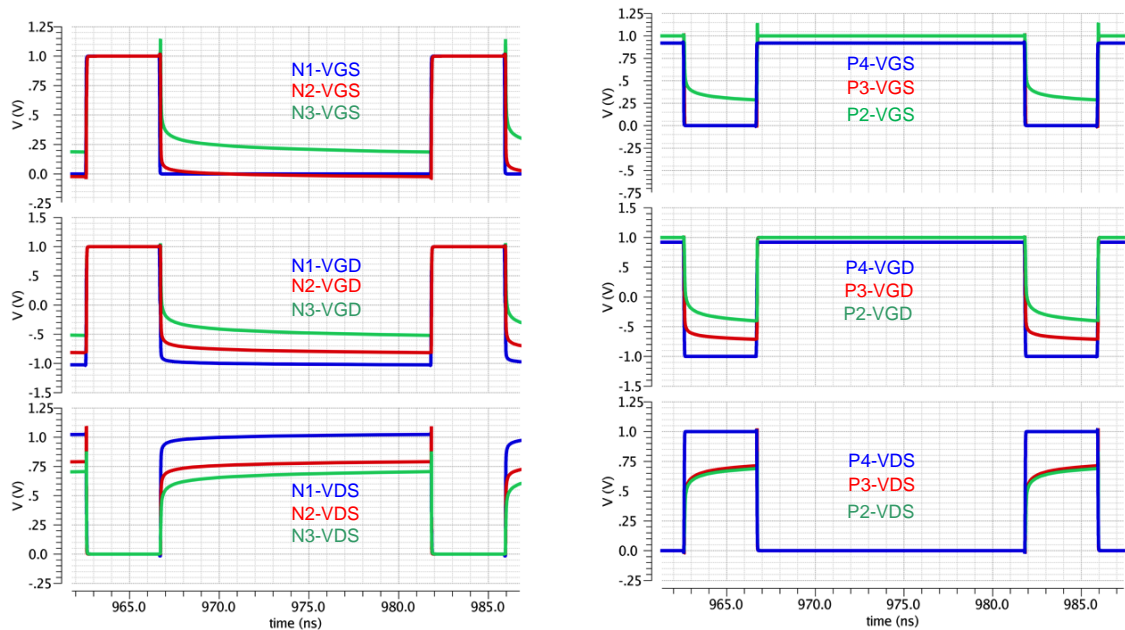 1.25
1.0
.75
.5
.25
0.0
-.25
V (V)
N1-VGS
N2-VGS
N3-VGS
1.5
1.0
.5
0.0
-.5
-1.0
-1.5
V (V)
N1-VGD
N2-VGD
N3-VGD
1.25
1.0
.75
.5
.25
0.0
-.25
V (V)
N1-VDS
N2-VDS
N3-VDS
965.0 970.0 975.0 980.0 985.0
time (ns)
1.25
1.0
.75
.5
.25
0.0
-.25
-.5
-.75
V (V)
P4-VGS
P3-VGS
P2-VGS
1.5
1.0
.5
0.0
-.5
-1.0
-1.5
V (V)
P4-VGD
P3-VGD
P2-VGD
1.25
1.0
.75
.5
.25
0.0
-.25
V (V)
P4-VDS
P3-VDS
P2-VDS
965.0 970.0 975.0 980.0 985.0
time (ns)